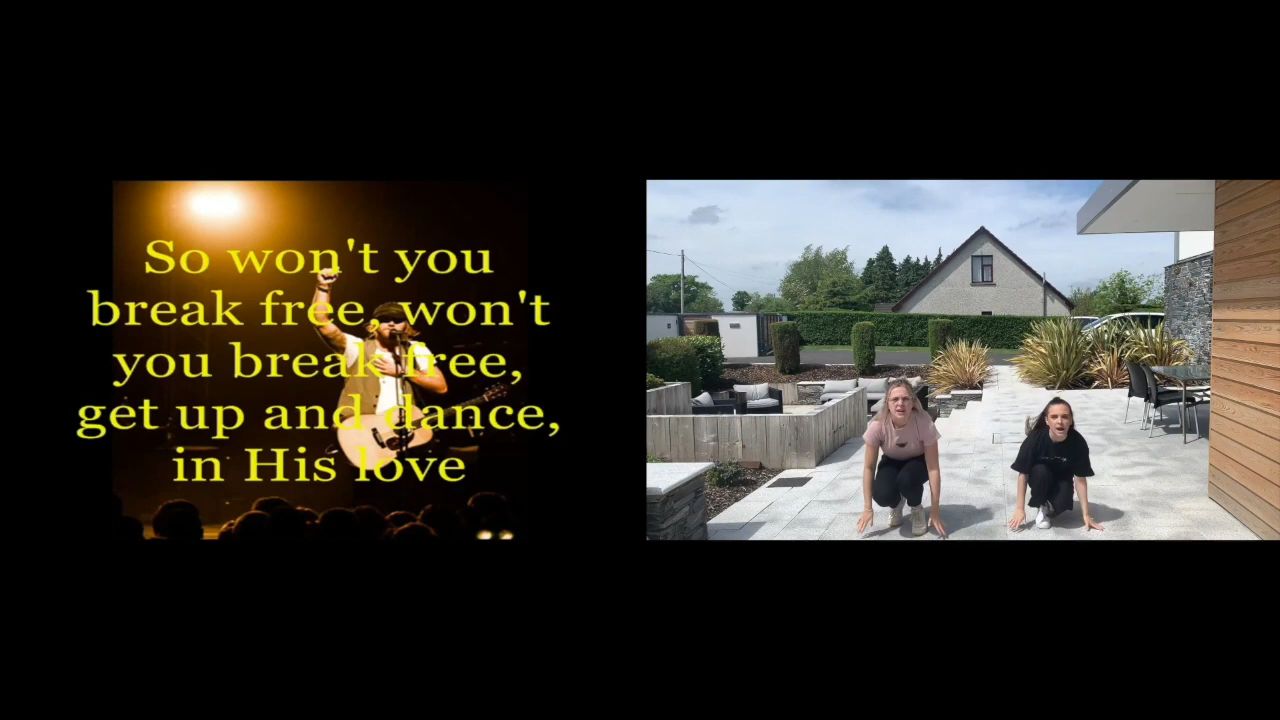 So won't you
break free, won't
you break free,
get up and dance,
in His love